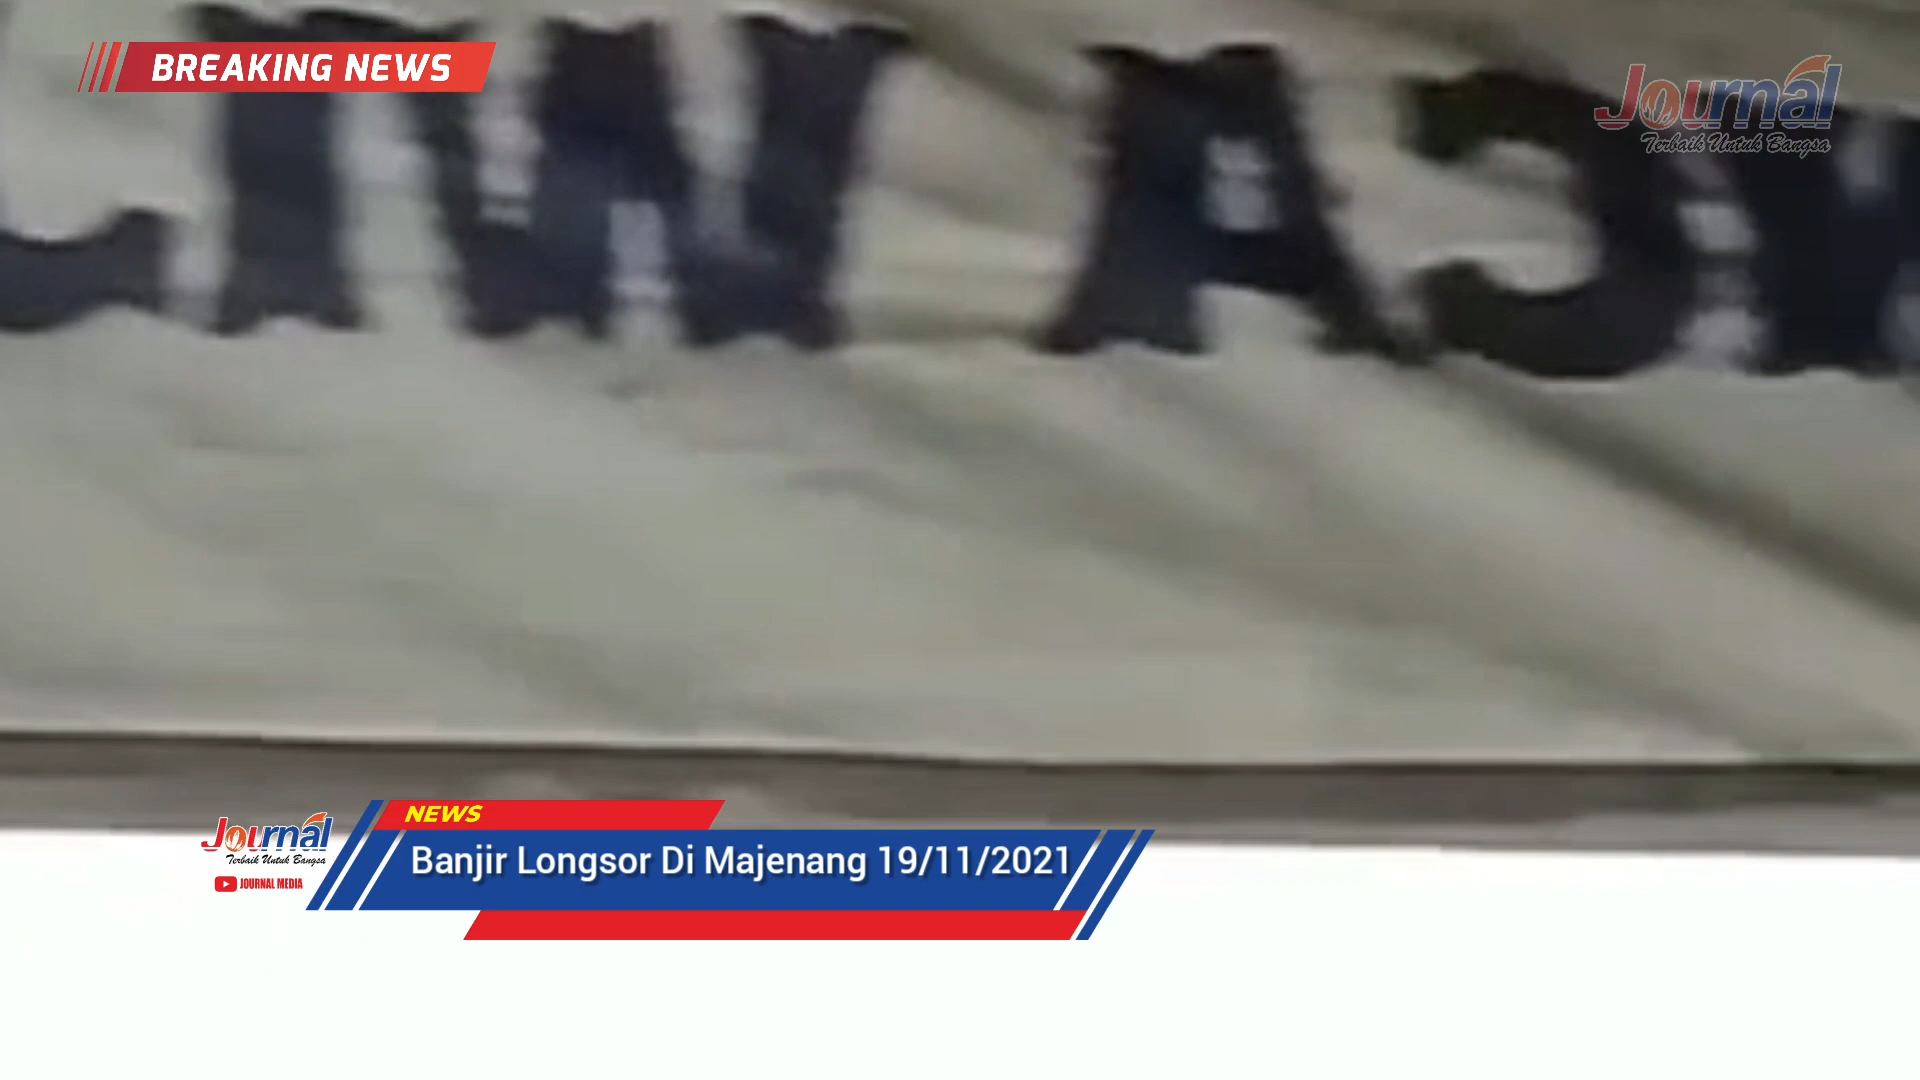 BREAKING NEWS
Journal
Terbaik Untuk Bangsa
NEWS
Journal
Terbaik Untuk Bangsa
JOURNAL MEDIA
Banjir Longsor Di Majenang 19/11/2021